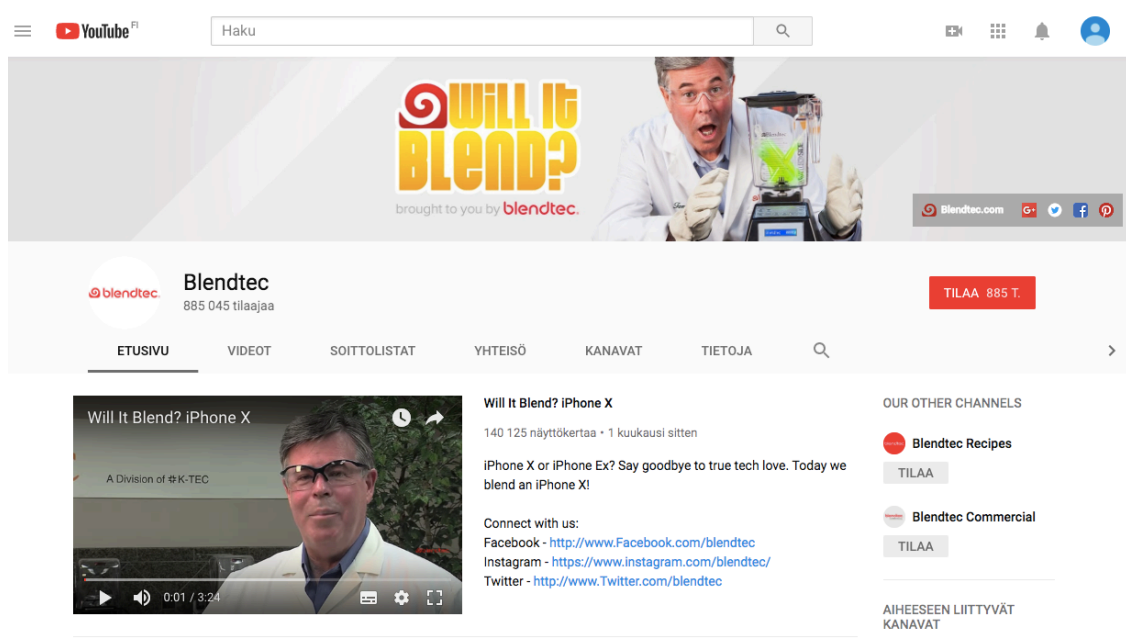 YouTube FI
Haku
WiLL It
BLEND?
brought to you by blendtec.
Blendtec.com
blendtec.
Blendtec
885 045 tilaajaa
TILAA 885 T.
ETUSIVU VIDEOT SOITTOLISTAT YHTEISÖ KANAVAT TIETOJA
Will It Blend? iPhone X
A Division of K-TEC
0:01 / 3:24
Will It Blend? iPhone X
140 125 näyttökertaa • 1 kuukausi sitten
iPhone X or iPhone Ex? Say goodbye to true tech love. Today we
blend an iPhone X!
Connect with us:
Facebook - http://www.Facebook.com/blendtec
Instagram - https://www.instagram.com/blendtec/
Twitter - http://www.Twitter.com/blendtec
OUR OTHER CHANNELS
Blendtec Recipes
TILAA
Blendtec Commercial
TILAA
AIHEESEEN LIITTYVÄT
KANAVAT